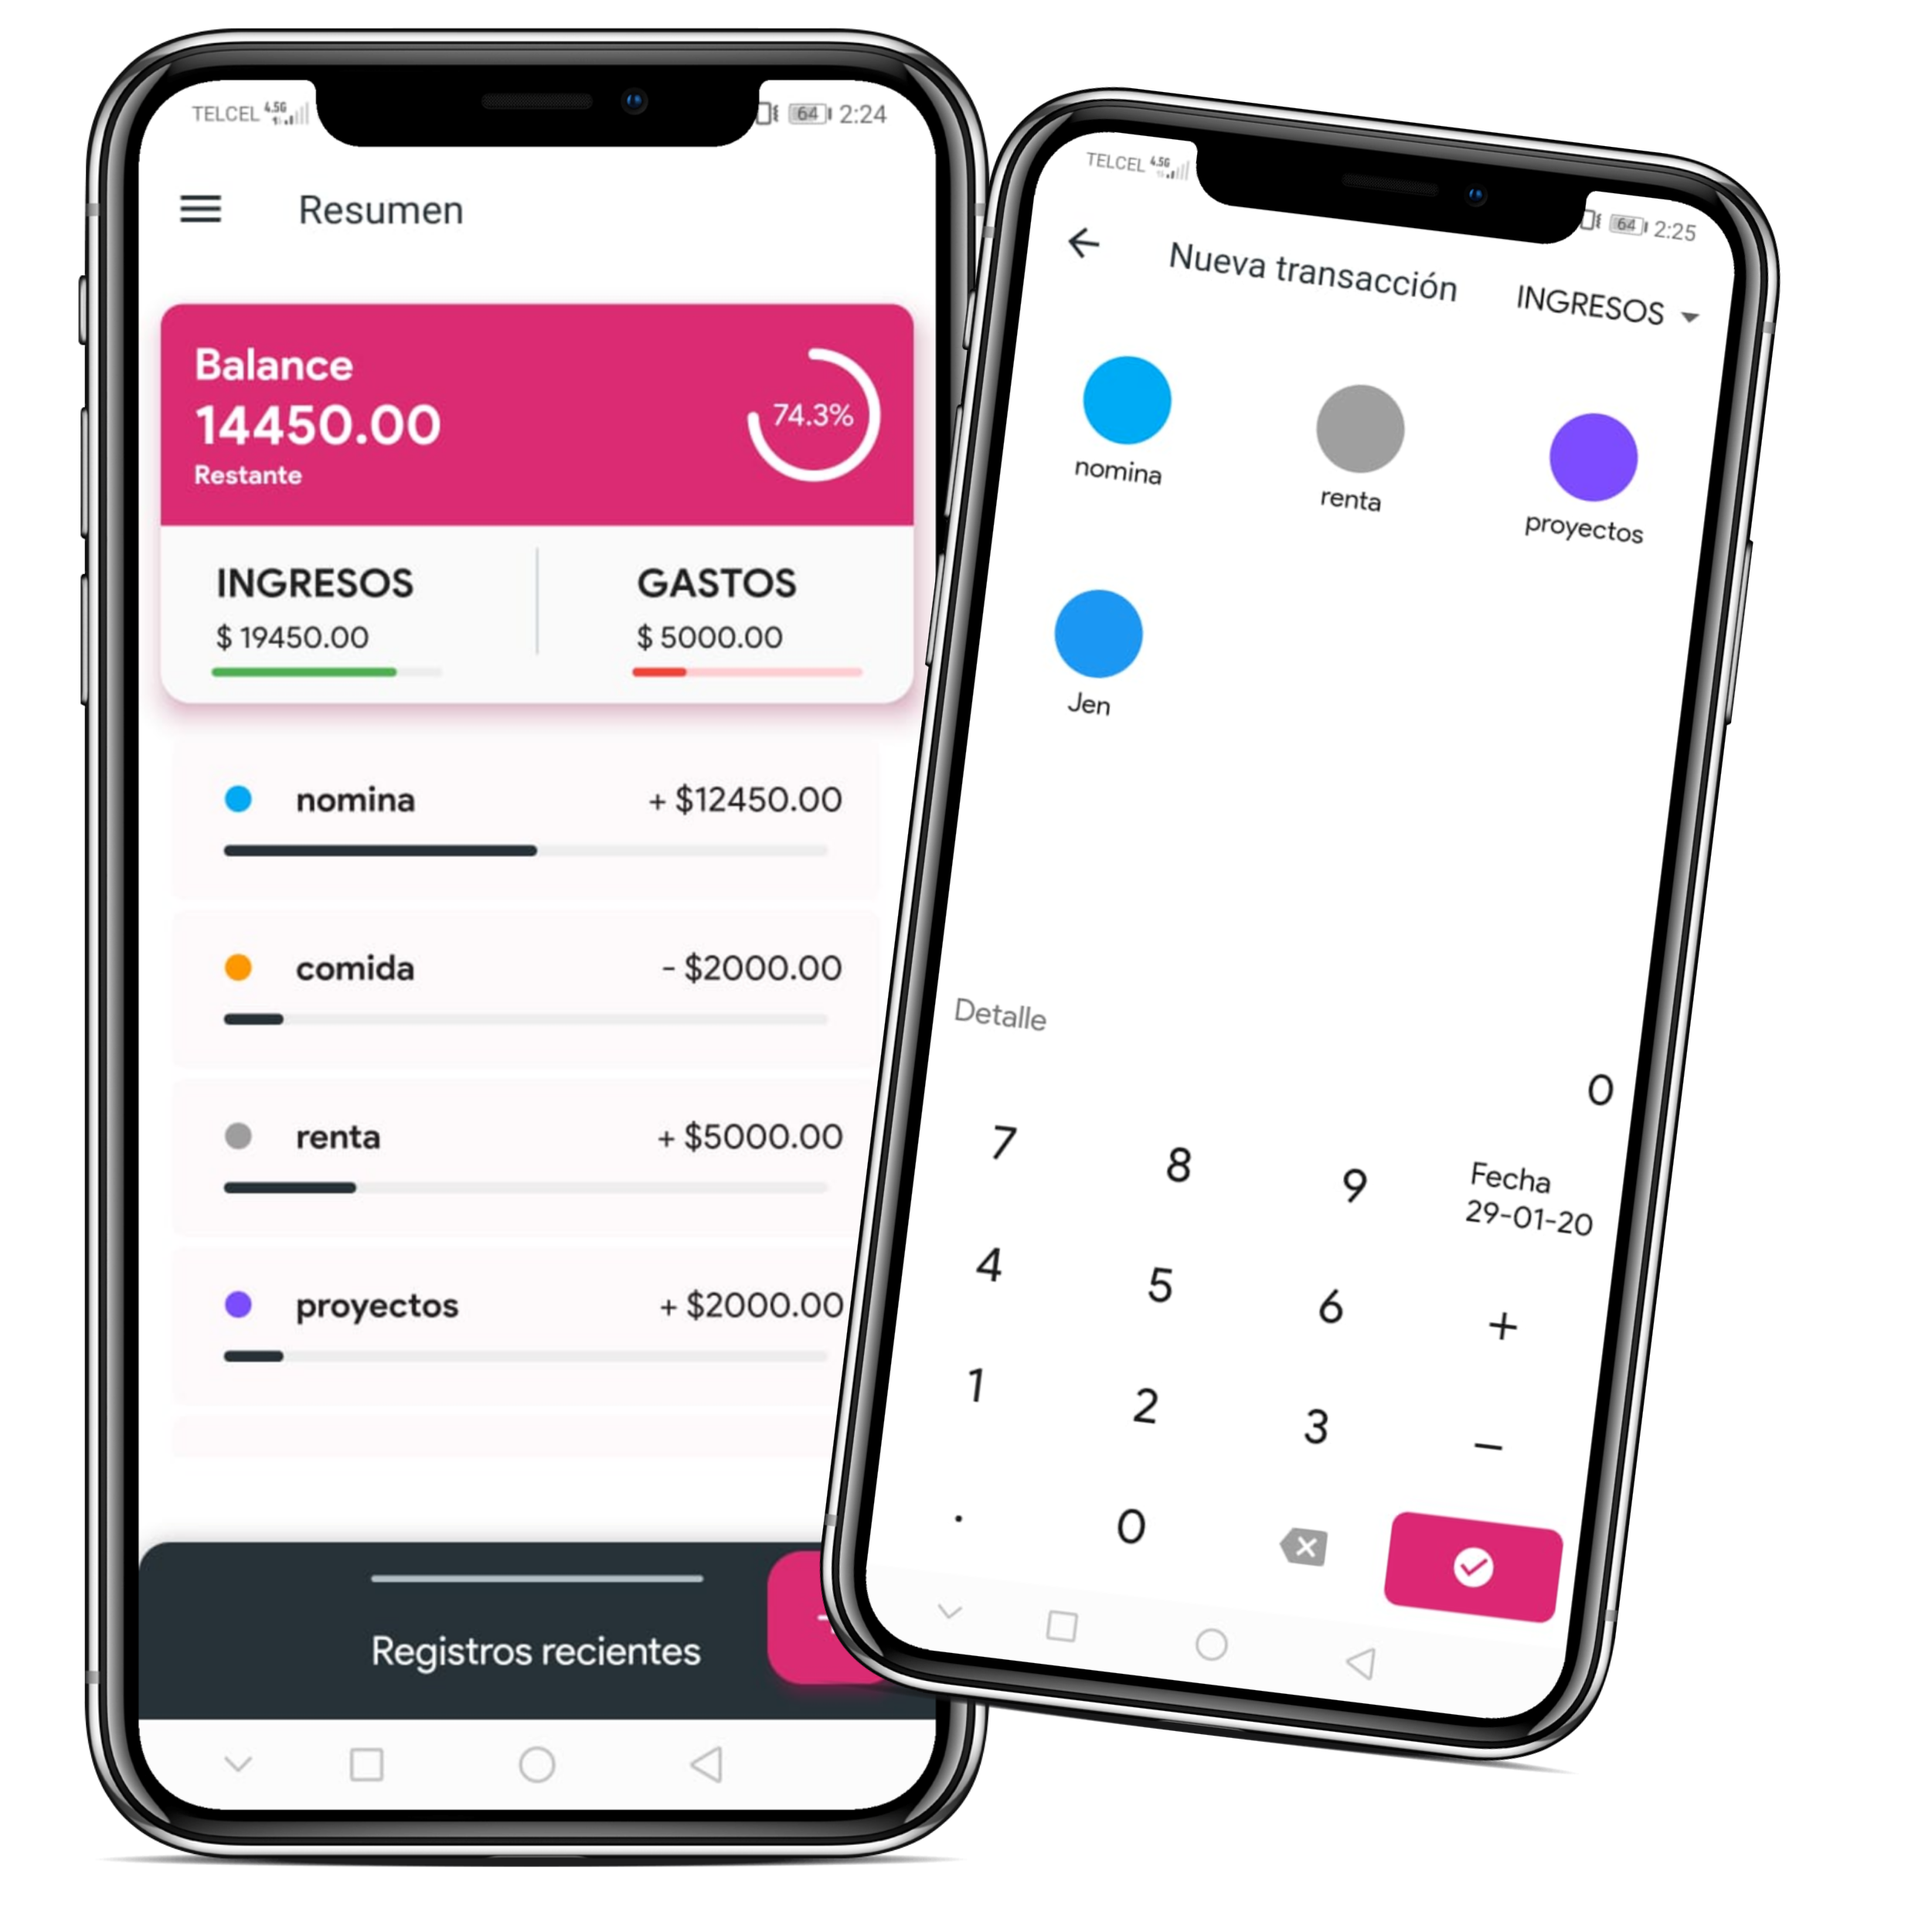 TELCEL 4.5G
64 2:24
Resumen
Balance
14450.00
Restante
74.3%
INGRESOS
$ 19450.00
GASTOS
$ 5000.00
nomina + $12450.00
comida - $2000.00
renta + $5000.00
proyectos + $2000.00
Registros recientes
TELCEL 4.5G
64 2:25
Nueva transacción INGRESOS
nomina
renta
proyectos
Jen
Detalle
0
7 8 9 Fecha
29-01-20
4 5 6 +
1 2 3 −
. 0